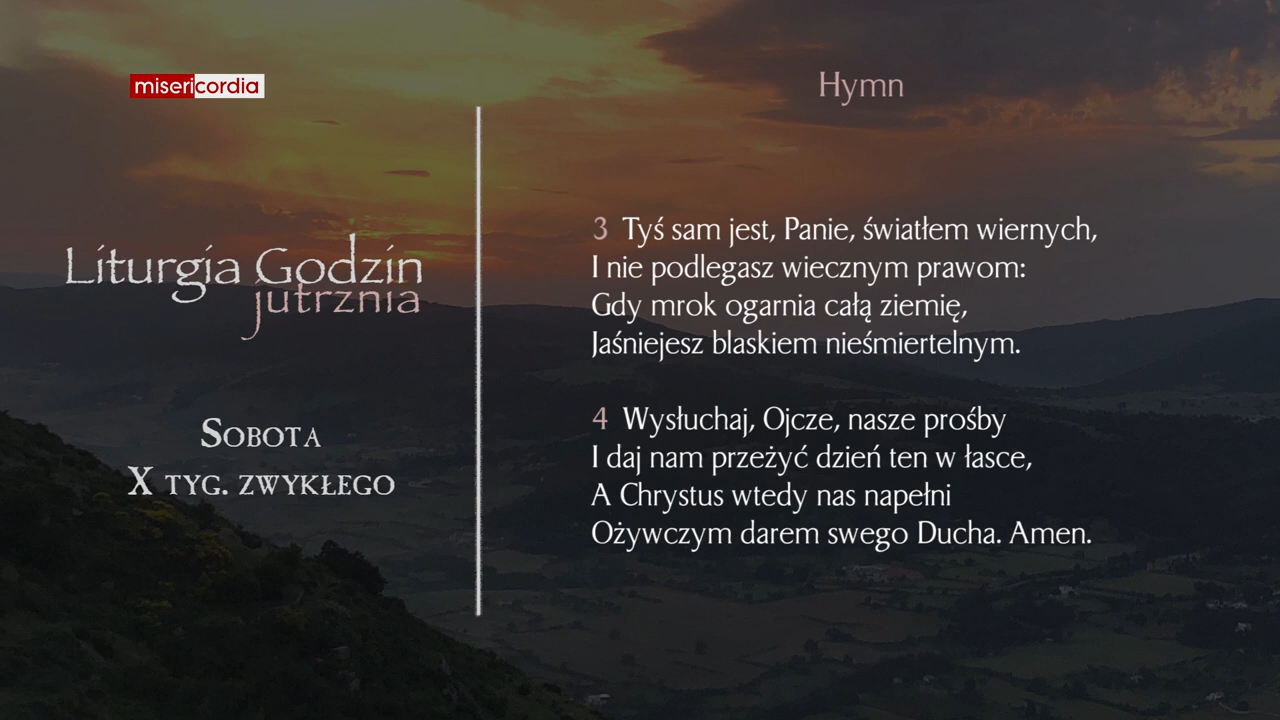 misericordia
Liturgia Godzin
jutrznia
Sobota
X tyg. zwykłego
Hymn
3 Tyś sam jest, Panie, światłem wiernych,
I nie podlegasz wiecznym prawom:
Gdy mrok ogarnia całą ziemię,
Jaśniejesz blaskiem nieśmiertelnym.
4 Wysłuchaj, Ojcze, nasze prośby
I daj nam przeżyć dzień ten w łasce,
A Chrystus wtedy nas napełni
Ożywczym darem swego Ducha. Amen.